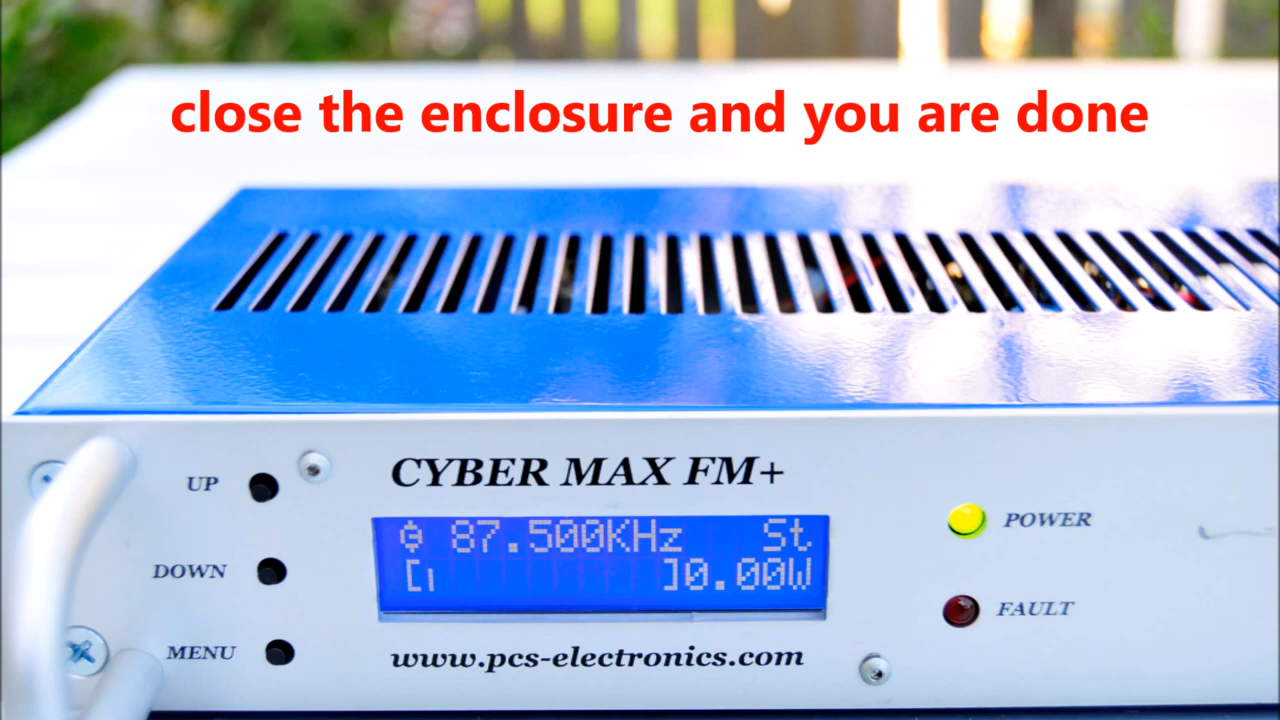 close the enclosure and you are done
CYBER MAX FM+
UP
87.500KHz St
POWER
DOWN
[ı ]0.00W
FAULT
MENU
www.pcs-electronics.com